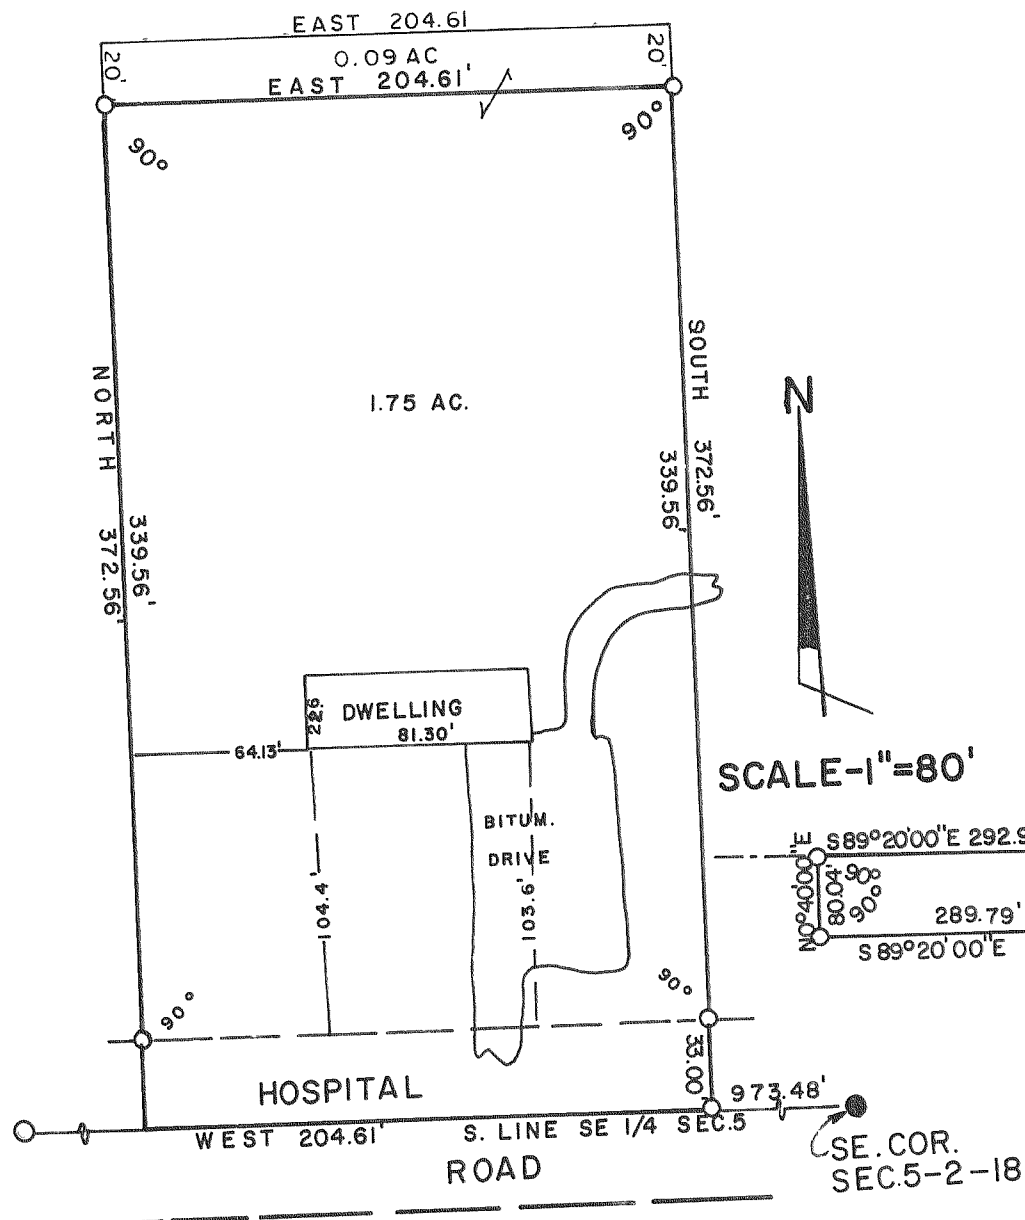 EAST 204.61
20'
0.09 AC
20'
EAST 204.61'
90°
90°
NORTH
339.56'
372.56'
1.75 AC.
SOUTH
372.56'
339.56'
N
22.6
DWELLING
81.30'
64.13'
SCALE-1"=80'
BITUM.
DRIVE
104.4'
103.6'
N0°40'00"E
80.04'
S89°20'00"E 292.9
90°
90°
289.79'
S89°20'00"E
90°
90°
33.00'
HOSPITAL
973.48'
WEST 204.61'
S. LINE SE 1/4 SEC.5
ROAD
SE. COR.
SEC.5-2-18